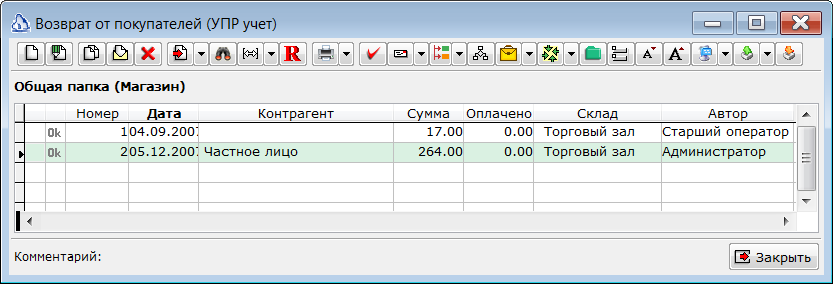 Возврат от покупателей (УПР учет)
R A A
Общая папка (Магазин)
Номер Дата Контрагент Сумма Оплачено Склад Автор
Ok 1 04.09.2007 17.00 0.00 Торговый зал Старший оператор
Ok 2 05.12.2007 Частное лицо 264.00 0.00 Торговый зал Администратор
Комментарий: Закрыть